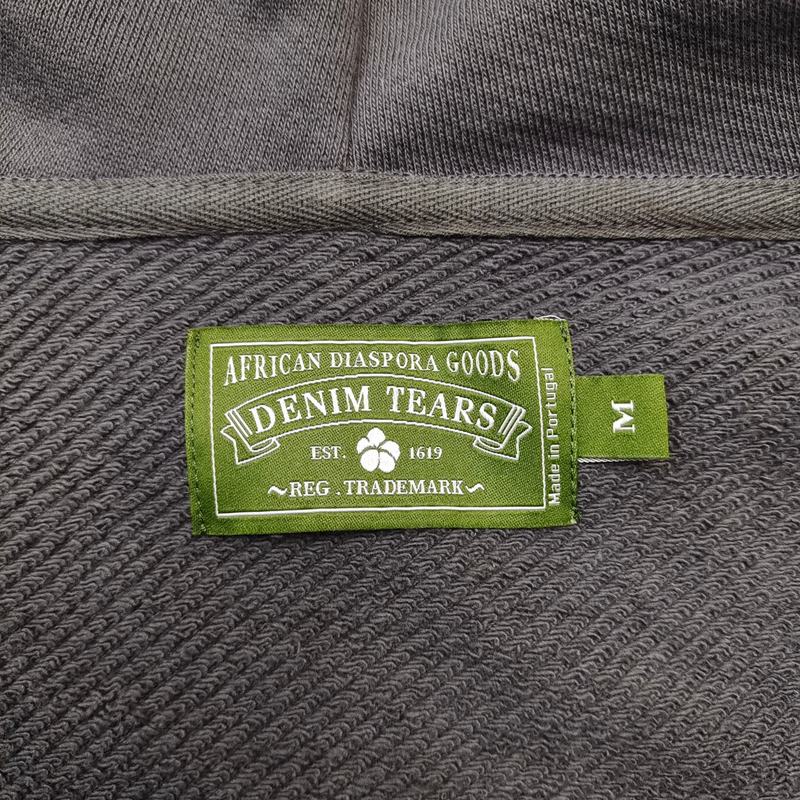 AFRICAN DIASPORA GOODS
DENIM TEARS
EST. 1619
~REG .TRADEMARK~
Made in Portugal
M